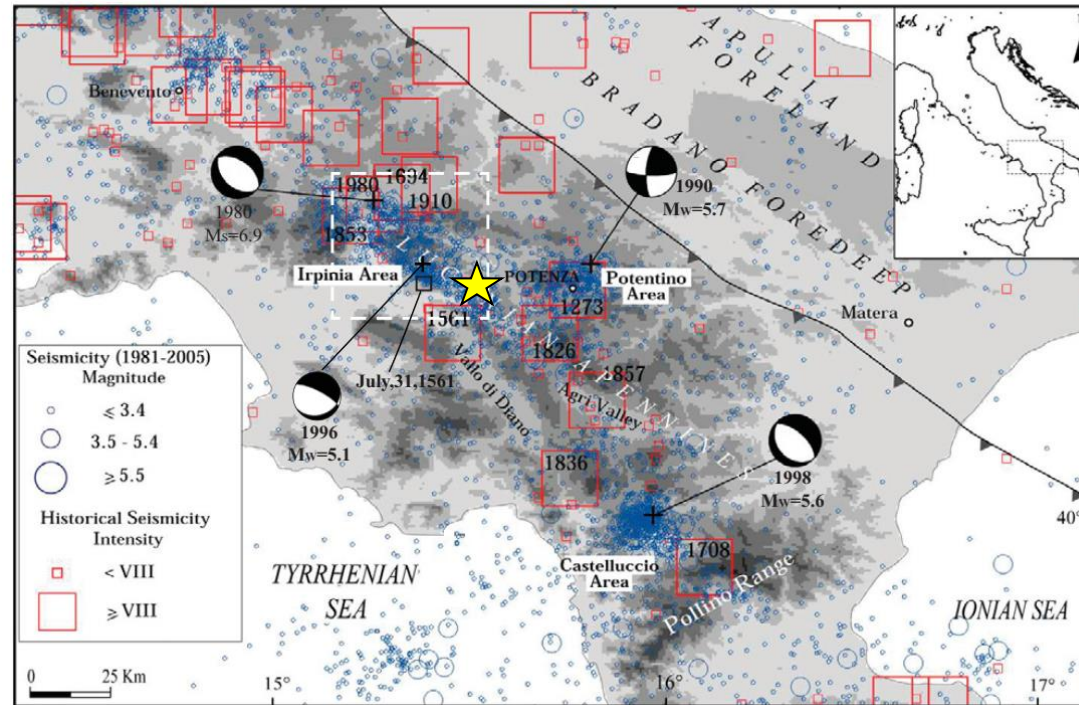 APULIA
FORELAND
BRADANO FOREDEEP
Benevento
1980
Ms=6.9
1694
1980
1910
1853
1990
Mw=5.7
LUCANIAN APENNINES
Irpinia Area
POTENZA
Potentino
Area
1273
Matera
1561
1826
July,31,1561
Vallo di Diano
1857
Agri Valley
1996
Mw=5.1
1836
1998
Mw=5.6
Castelluccio
Area
1708
Pollino Range
TYRRHENIAN
SEA
IONIAN SEA
40°
Seismicity (1981-2005)
Magnitude
⩽ 3.4
3.5 - 5.4
⩾ 5.5
Historical Seismicity
Intensity
< VIII
⩾ VIII
0 25 Km
15°
16°
17°